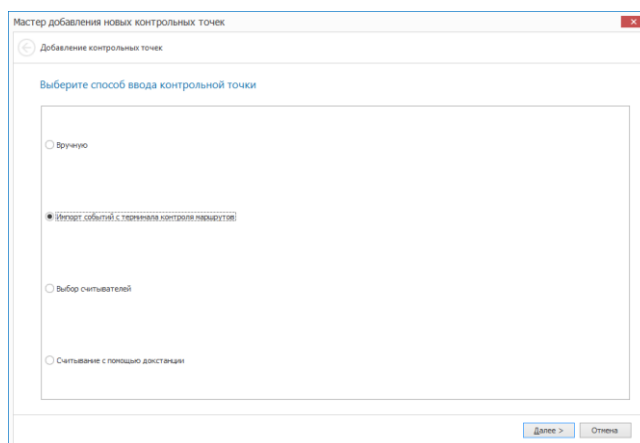 Мастер добавления новых контрольных точек
Добавление контрольных точек
Выберите способ ввода контрольной точки
Вручную
Импорт событий с терминала контроля маршрутов
Выбор считывателей
Считывание с помощью докстанции
Далее > Отмена